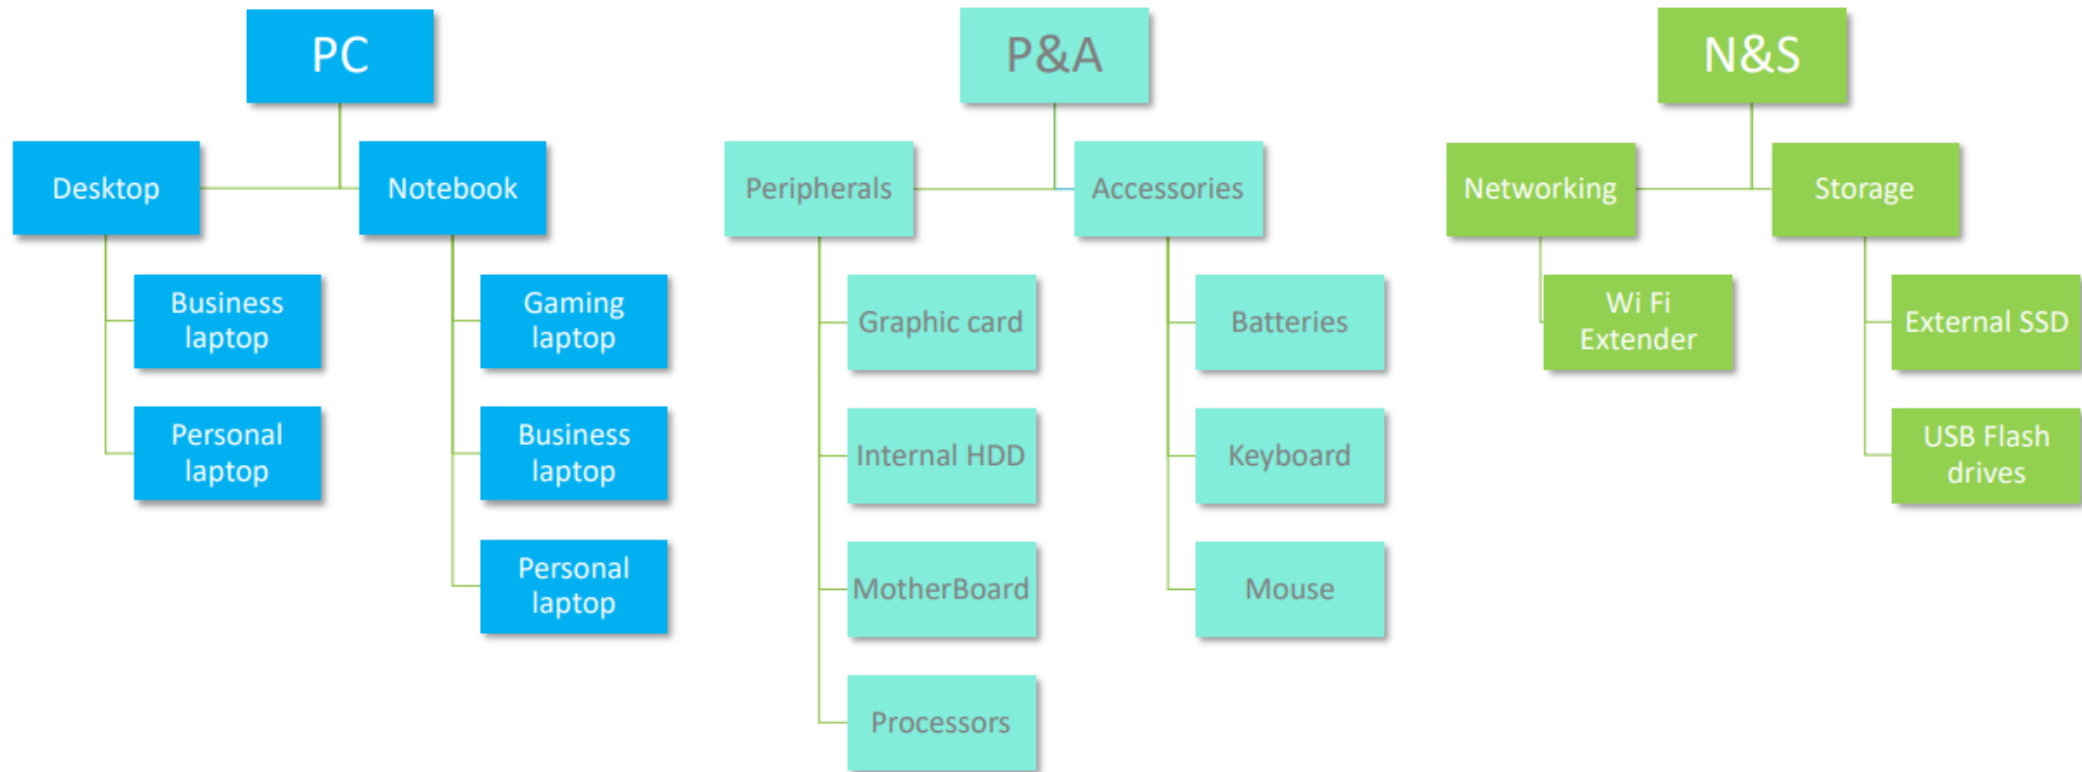 PC
Desktop
Notebook
Business
laptop
Personal
laptop
Gaming
laptop
Business
laptop
Personal
laptop
P&A
Peripherals
Accessories
Graphic card
Internal HDD
MotherBoard
Processors
Batteries
Keyboard
Mouse
N&S
Networking
Storage
Wi Fi
Extender
External SSD
USB Flash
drives